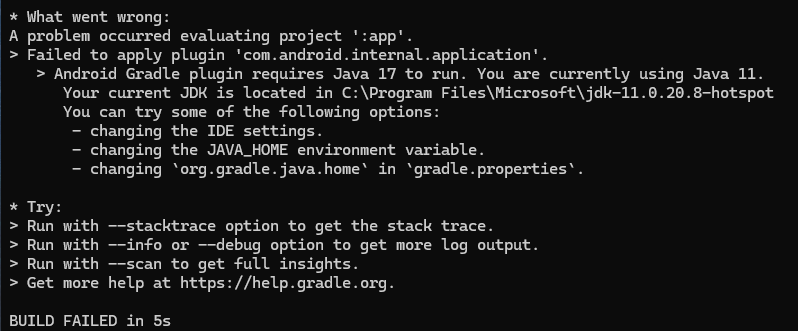 * What went wrong:
A problem occurred evaluating project ':app'.
> Failed to apply plugin 'com.android.internal.application'.
> Android Gradle plugin requires Java 17 to run. You are currently using Java 11.
Your current JDK is located in C:\Program Files\Microsoft\jdk-11.0.20.8-hotspot
You can try some of the following options:
- changing the IDE settings.
- changing the JAVA_HOME environment variable.
- changing `org.gradle.java.home` in `gradle.properties`.
* Try:
> Run with --stacktrace option to get the stack trace.
> Run with --info or --debug option to get more log output.
> Run with --scan to get full insights.
> Get more help at https://help.gradle.org.
BUILD FAILED in 5s